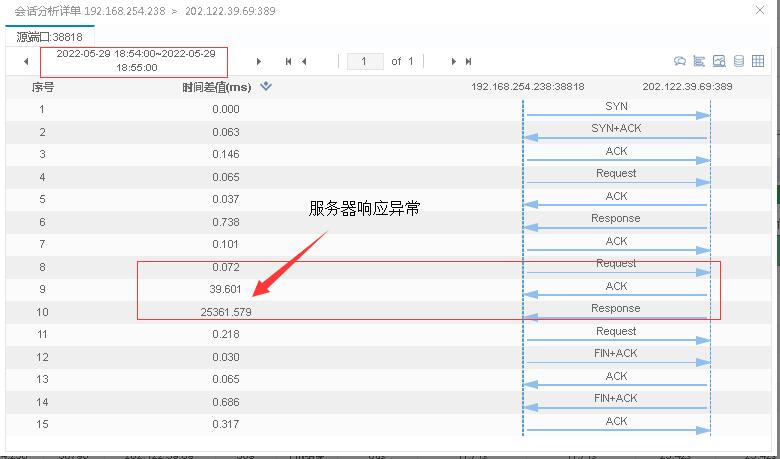 会话分析详单 192.168.254.238 > 202.122.39.69:389
源端口:38818
2022-05-29 18:54:00~2022-05-29
18:55:00
1 of 1
序号 时间差值(ms) 192.168.254.238:38818 202.122.39.69:389
1 0.000 SYN
2 0.063 SYN+ACK
3 0.146 ACK
4 0.065 Request
5 0.037 ACK
服务器响应异常
6 0.738 Response
7 0.101 ACK
8 0.072 Request
9 39.601 ACK
10 25361.579 Response
11 0.218 Request
12 0.030 FIN+ACK
13 0.065 ACK
14 0.686 FIN+ACK
15 0.317 ACK